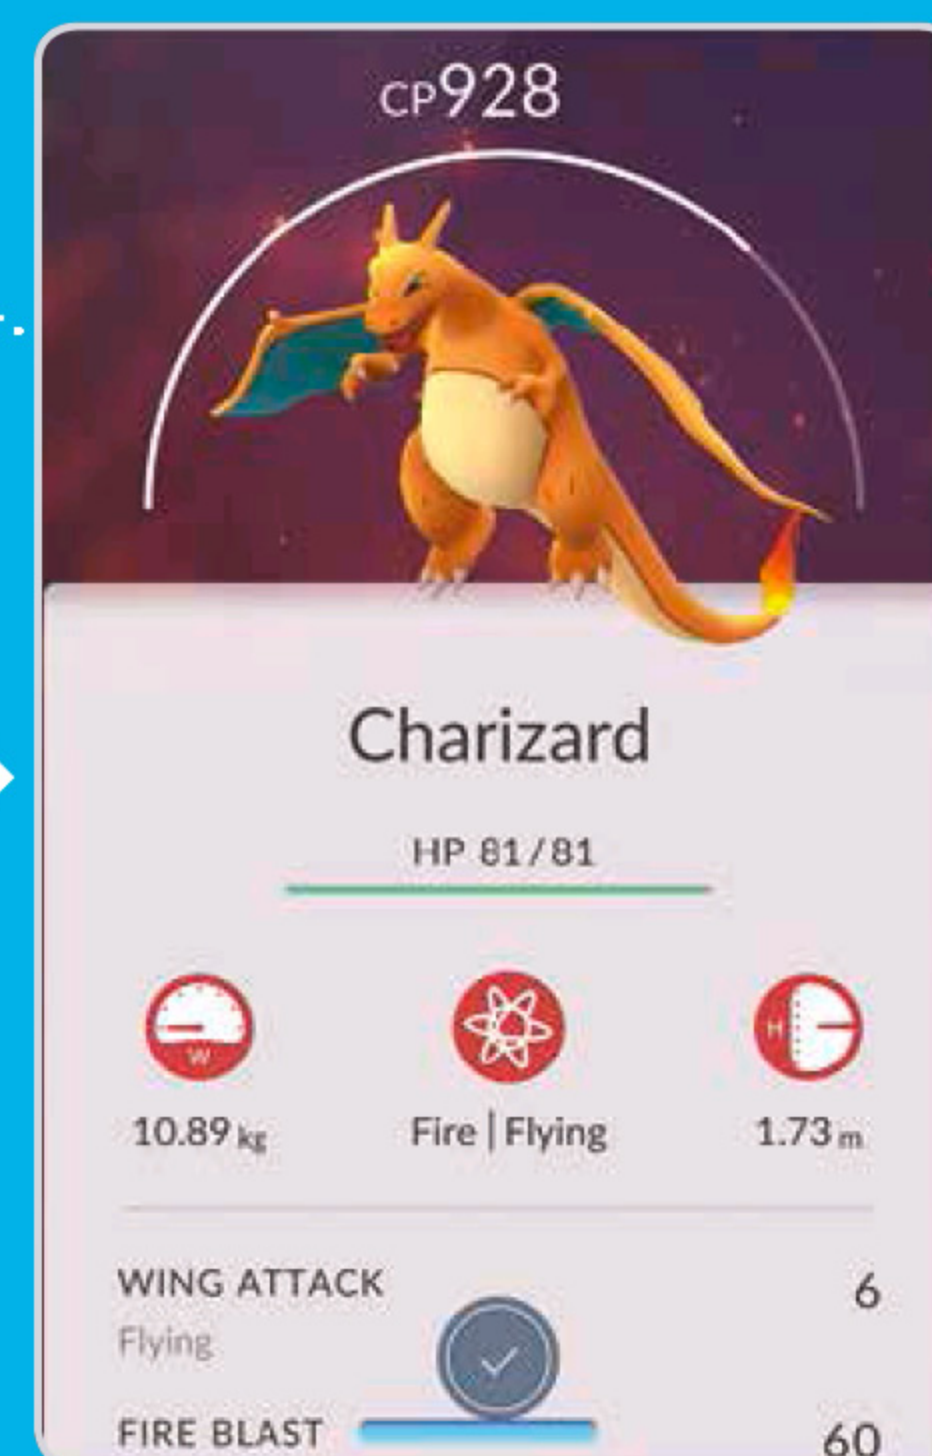 CP928
Charizard
HP 81/81
W
H
10.89 kg
Fire | Flying
1.73 m
WING ATTACK
6
Flying
FIRE BLAST
60